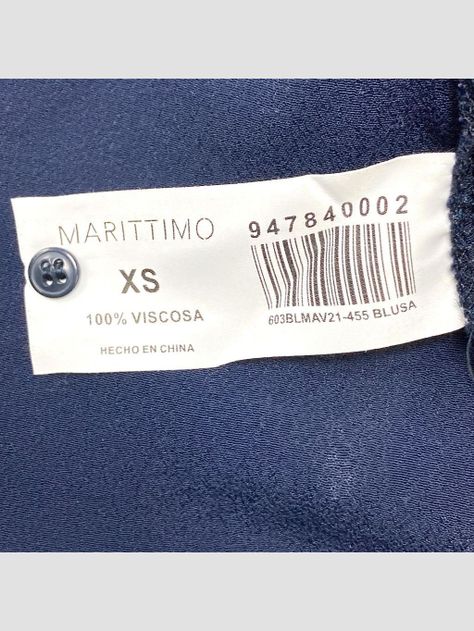 MARITTIMO
XS
100% VISCOSA
HECHO EN CHINA
947840002
603BLMAV21-455 BLUSA